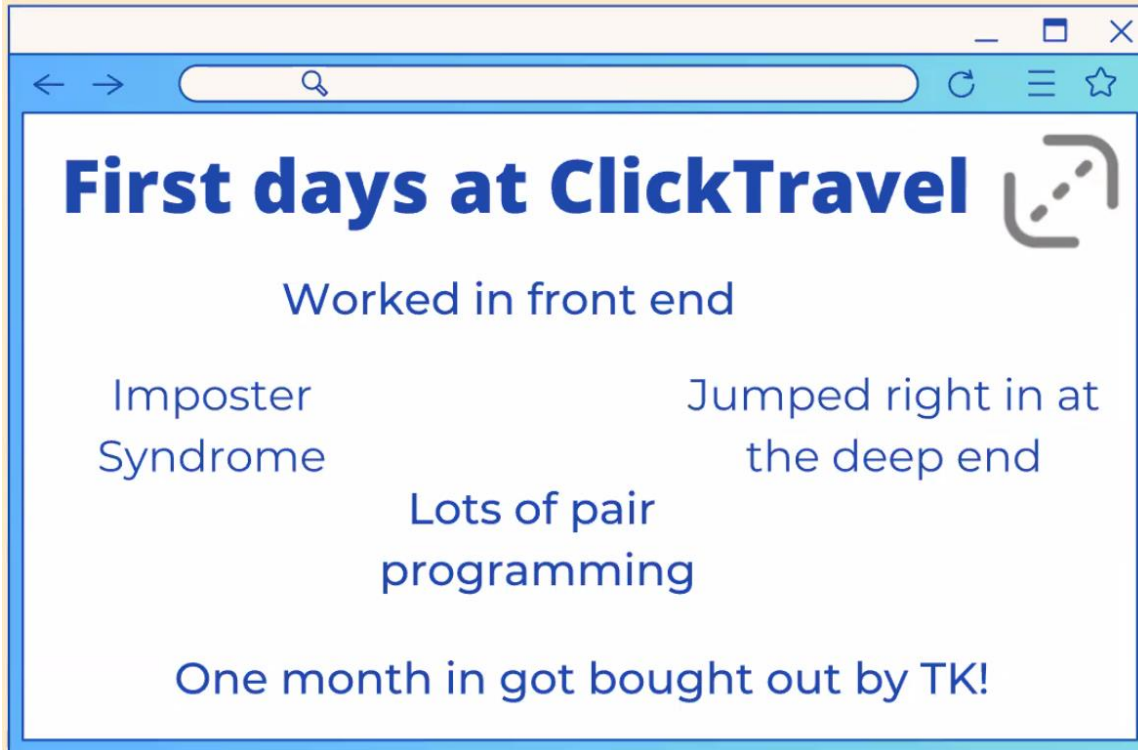 First days at ClickTravel
Worked in front end
Imposter
Syndrome
Jumped right in at
the deep end
Lots of pair
programming
One month in got bought out by TK!